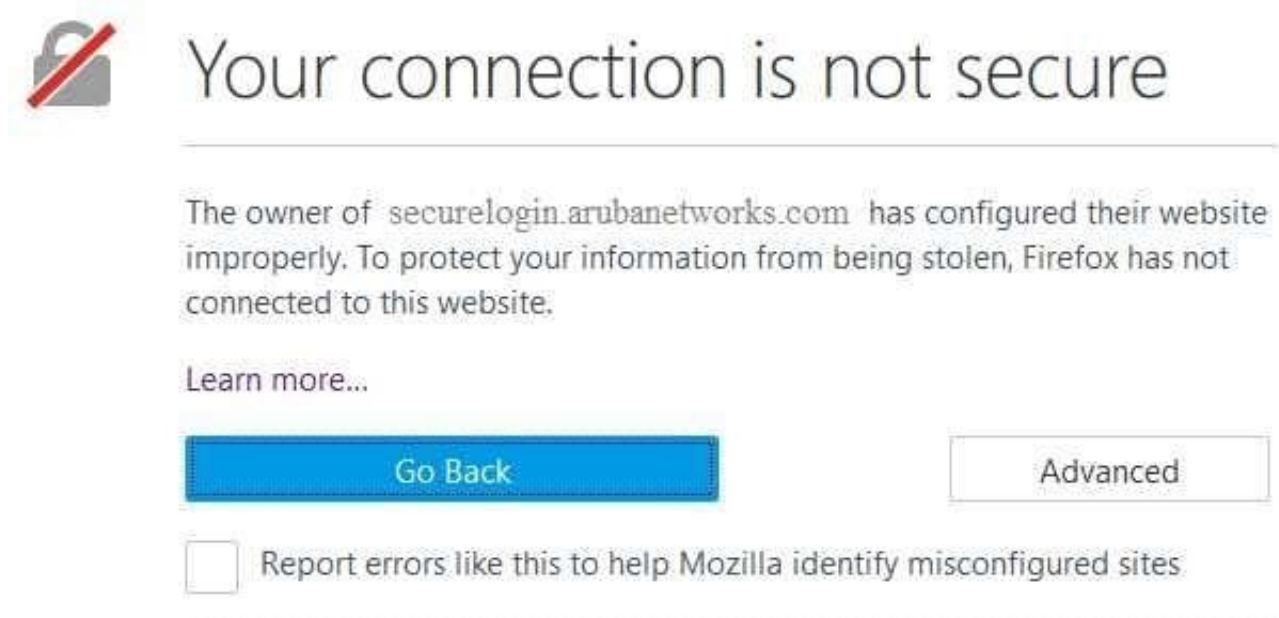 Your connection is not secure
The owner of securelogin.arubanetworks.com has configured their website
improperly. To protect your information from being stolen, Firefox has not
connected to this website.
Learn more...
Go Back
Advanced
Report errors like this to help Mozilla identify misconfigured sites